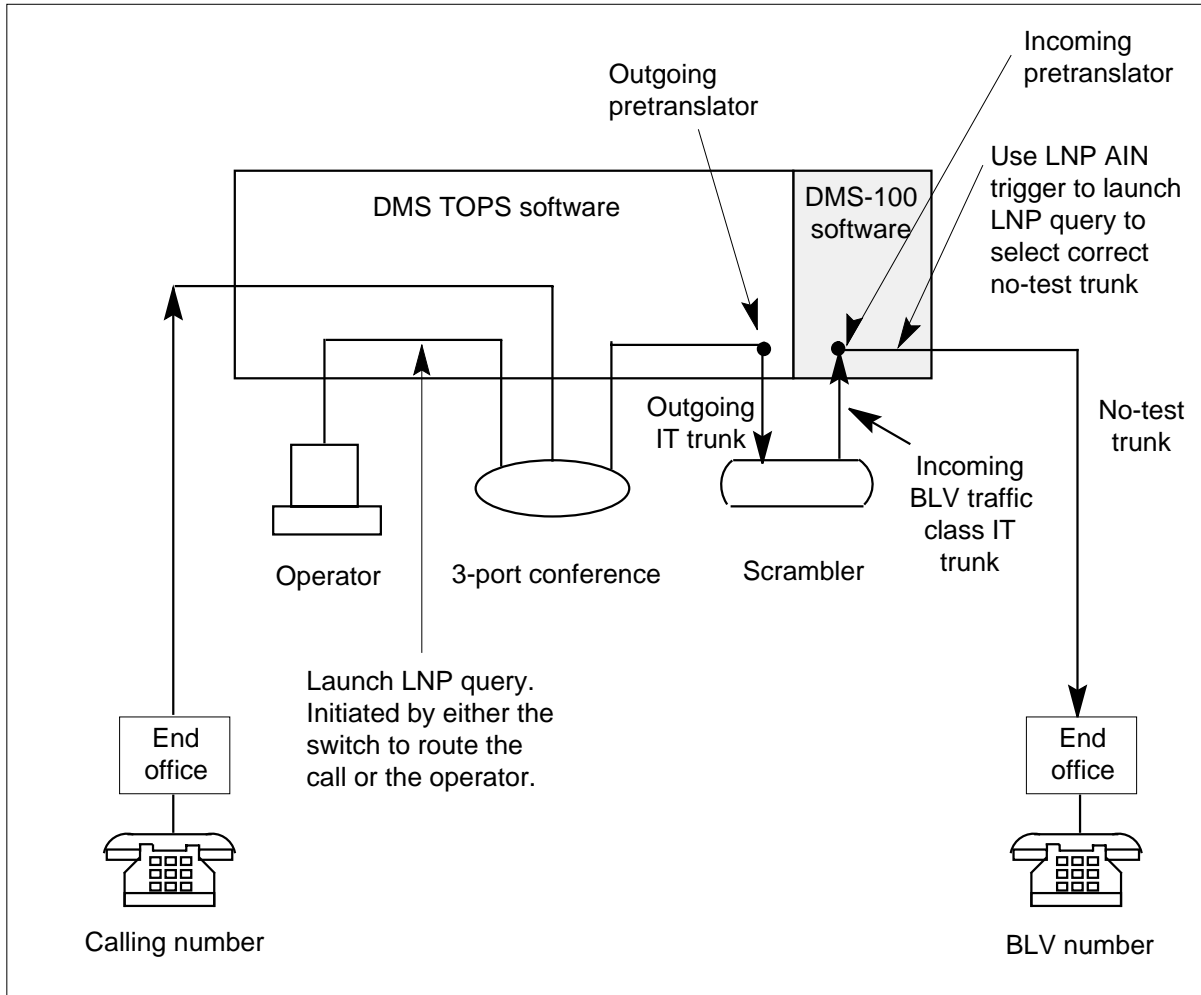 Incoming
pretranslator
Outgoing
pretranslator
Use LNP AIN
trigger to launch
LNP query to
select correct
no-test trunk
DMS TOPS software
DMS-100
software
Outgoing
IT trunk
No-test
trunk
Incoming
BLV traffic
class IT
trunk
Operator
3-port conference
Scrambler
Launch LNP query.
Initiated by either the
switch to route the
call or the operator.
End
office
End
office
Calling number
BLV number